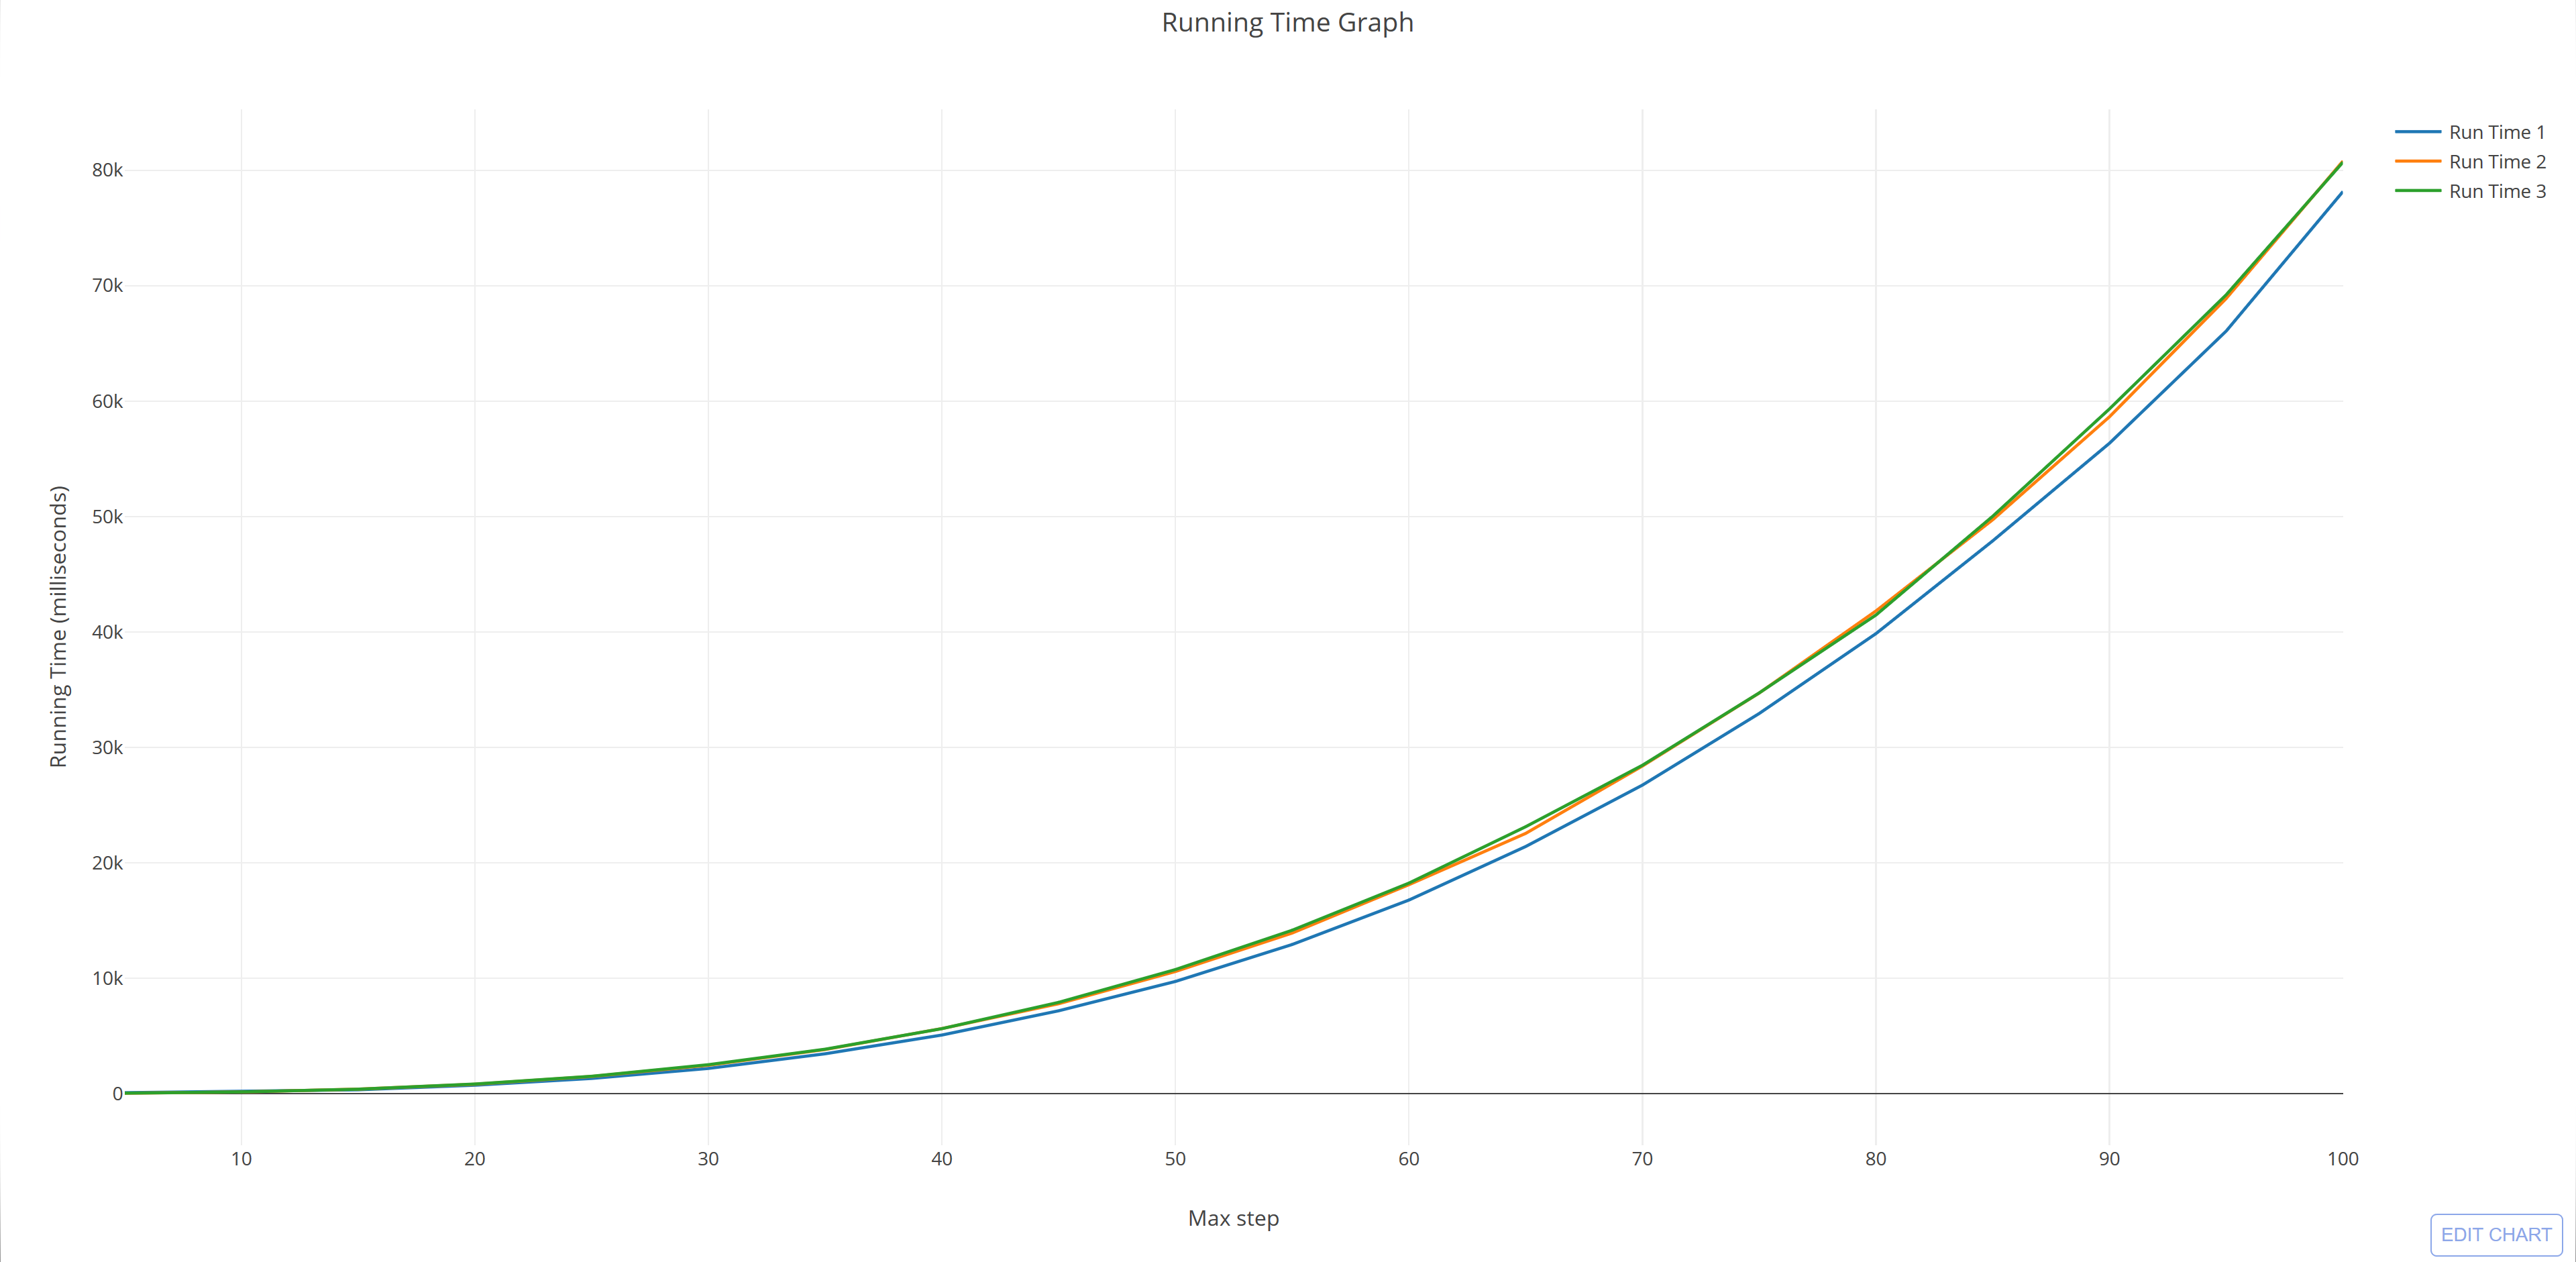 Running Time Graph
Run Time 1
Run Time 2
Run Time 3
80k
70k
60k
50k
40k
30k
20k
10k
0
Running Time (milliseconds)
10 20 30 40 50 60 70 80 90 100
Max step
EDIT CHART